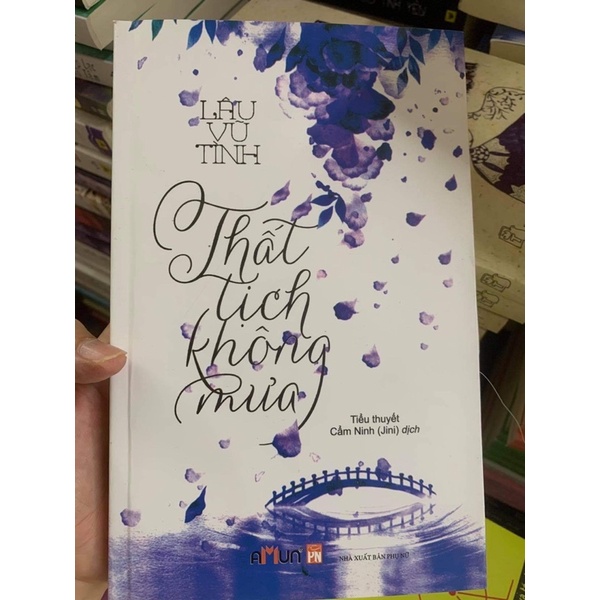 LÂU
VŨ
TÌNH
Thất
tịch
không
mưa
Tiểu thuyết
Cẩm Ninh (Jini) dịch
AMUN PN
NHÀ XUẤT BẢN PHỤ NỮ